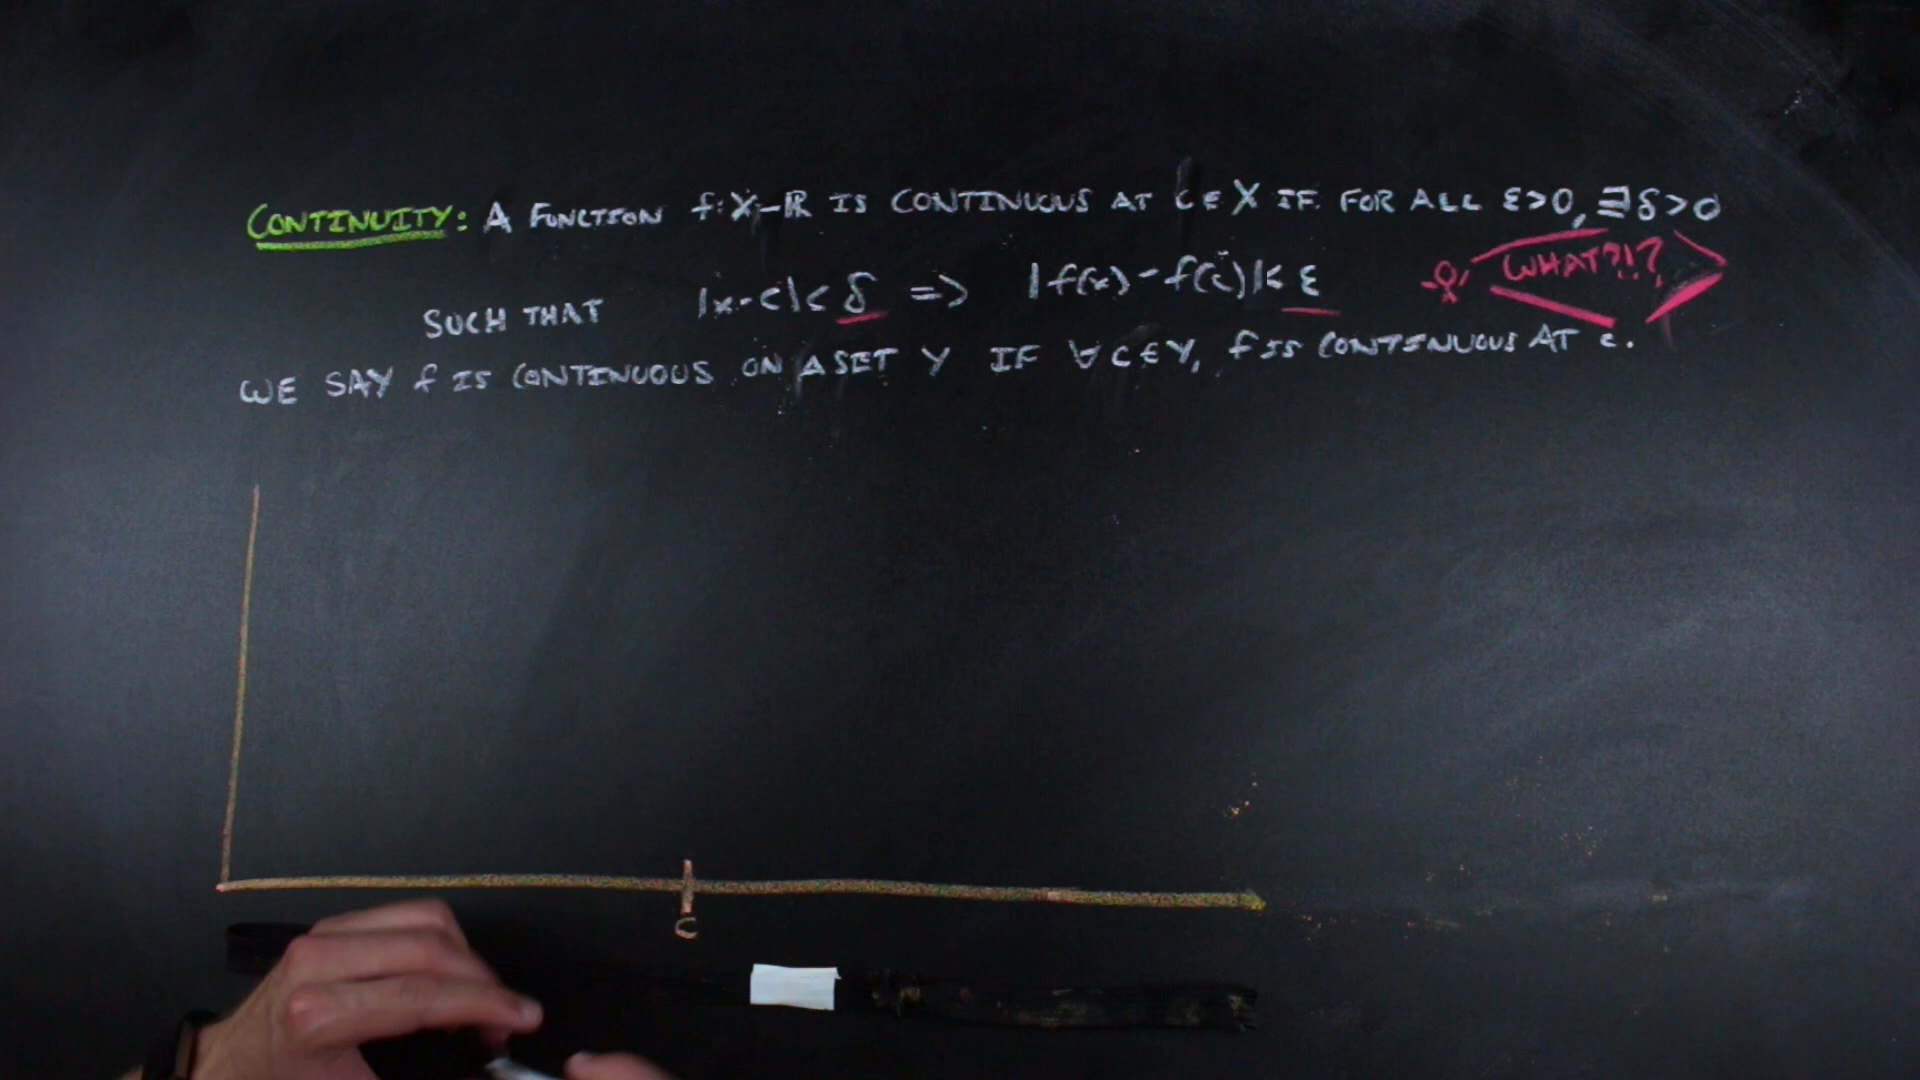 CONTINUITY: A FUNCTION f: X→ℝ IS CONTINUOUS AT C ∈ X IF FOR ALL ε>0, ∃ δ>0
SUCH THAT |x-c|< δ => |f(x)-f(c)|< ε
WHAT?!?
WE SAY f IS CONTINUOUS ON A SET Y IF ∀ C ∈ Y, f IS CONTINUOUS AT c.
C